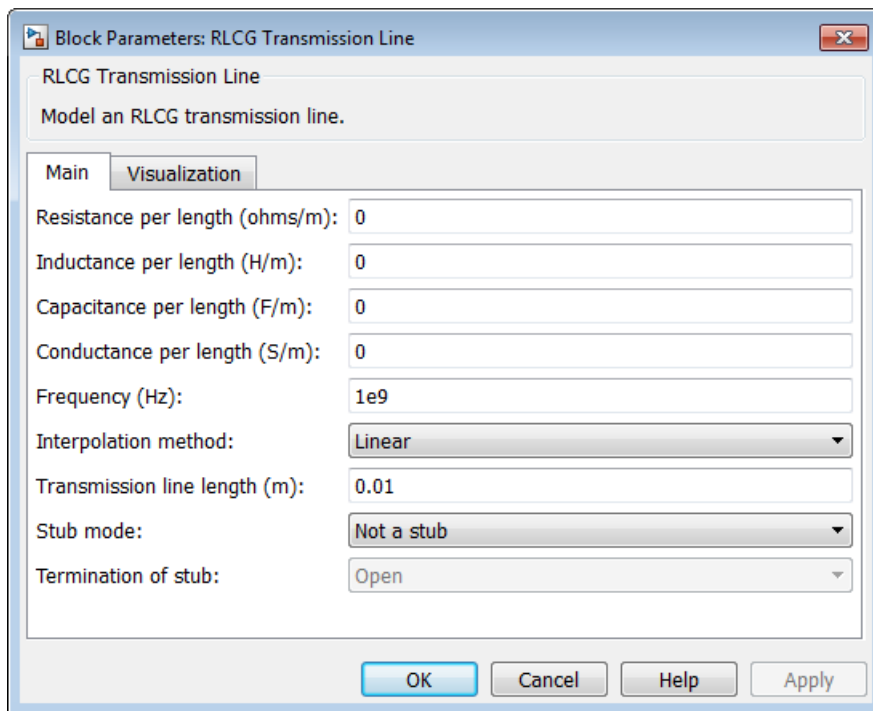 Block Parameters: RLCG Transmission Line
RLCG Transmission Line
Model an RLCG transmission line.
Main Visualization
Resistance per length (ohms/m): 0
Inductance per length (H/m): 0
Capacitance per length (F/m): 0
Conductance per length (S/m): 0
Frequency (Hz): 1e9
Interpolation method: Linear
Transmission line length (m): 0.01
Stub mode: Not a stub
Termination of stub: Open
OK Cancel Help Apply